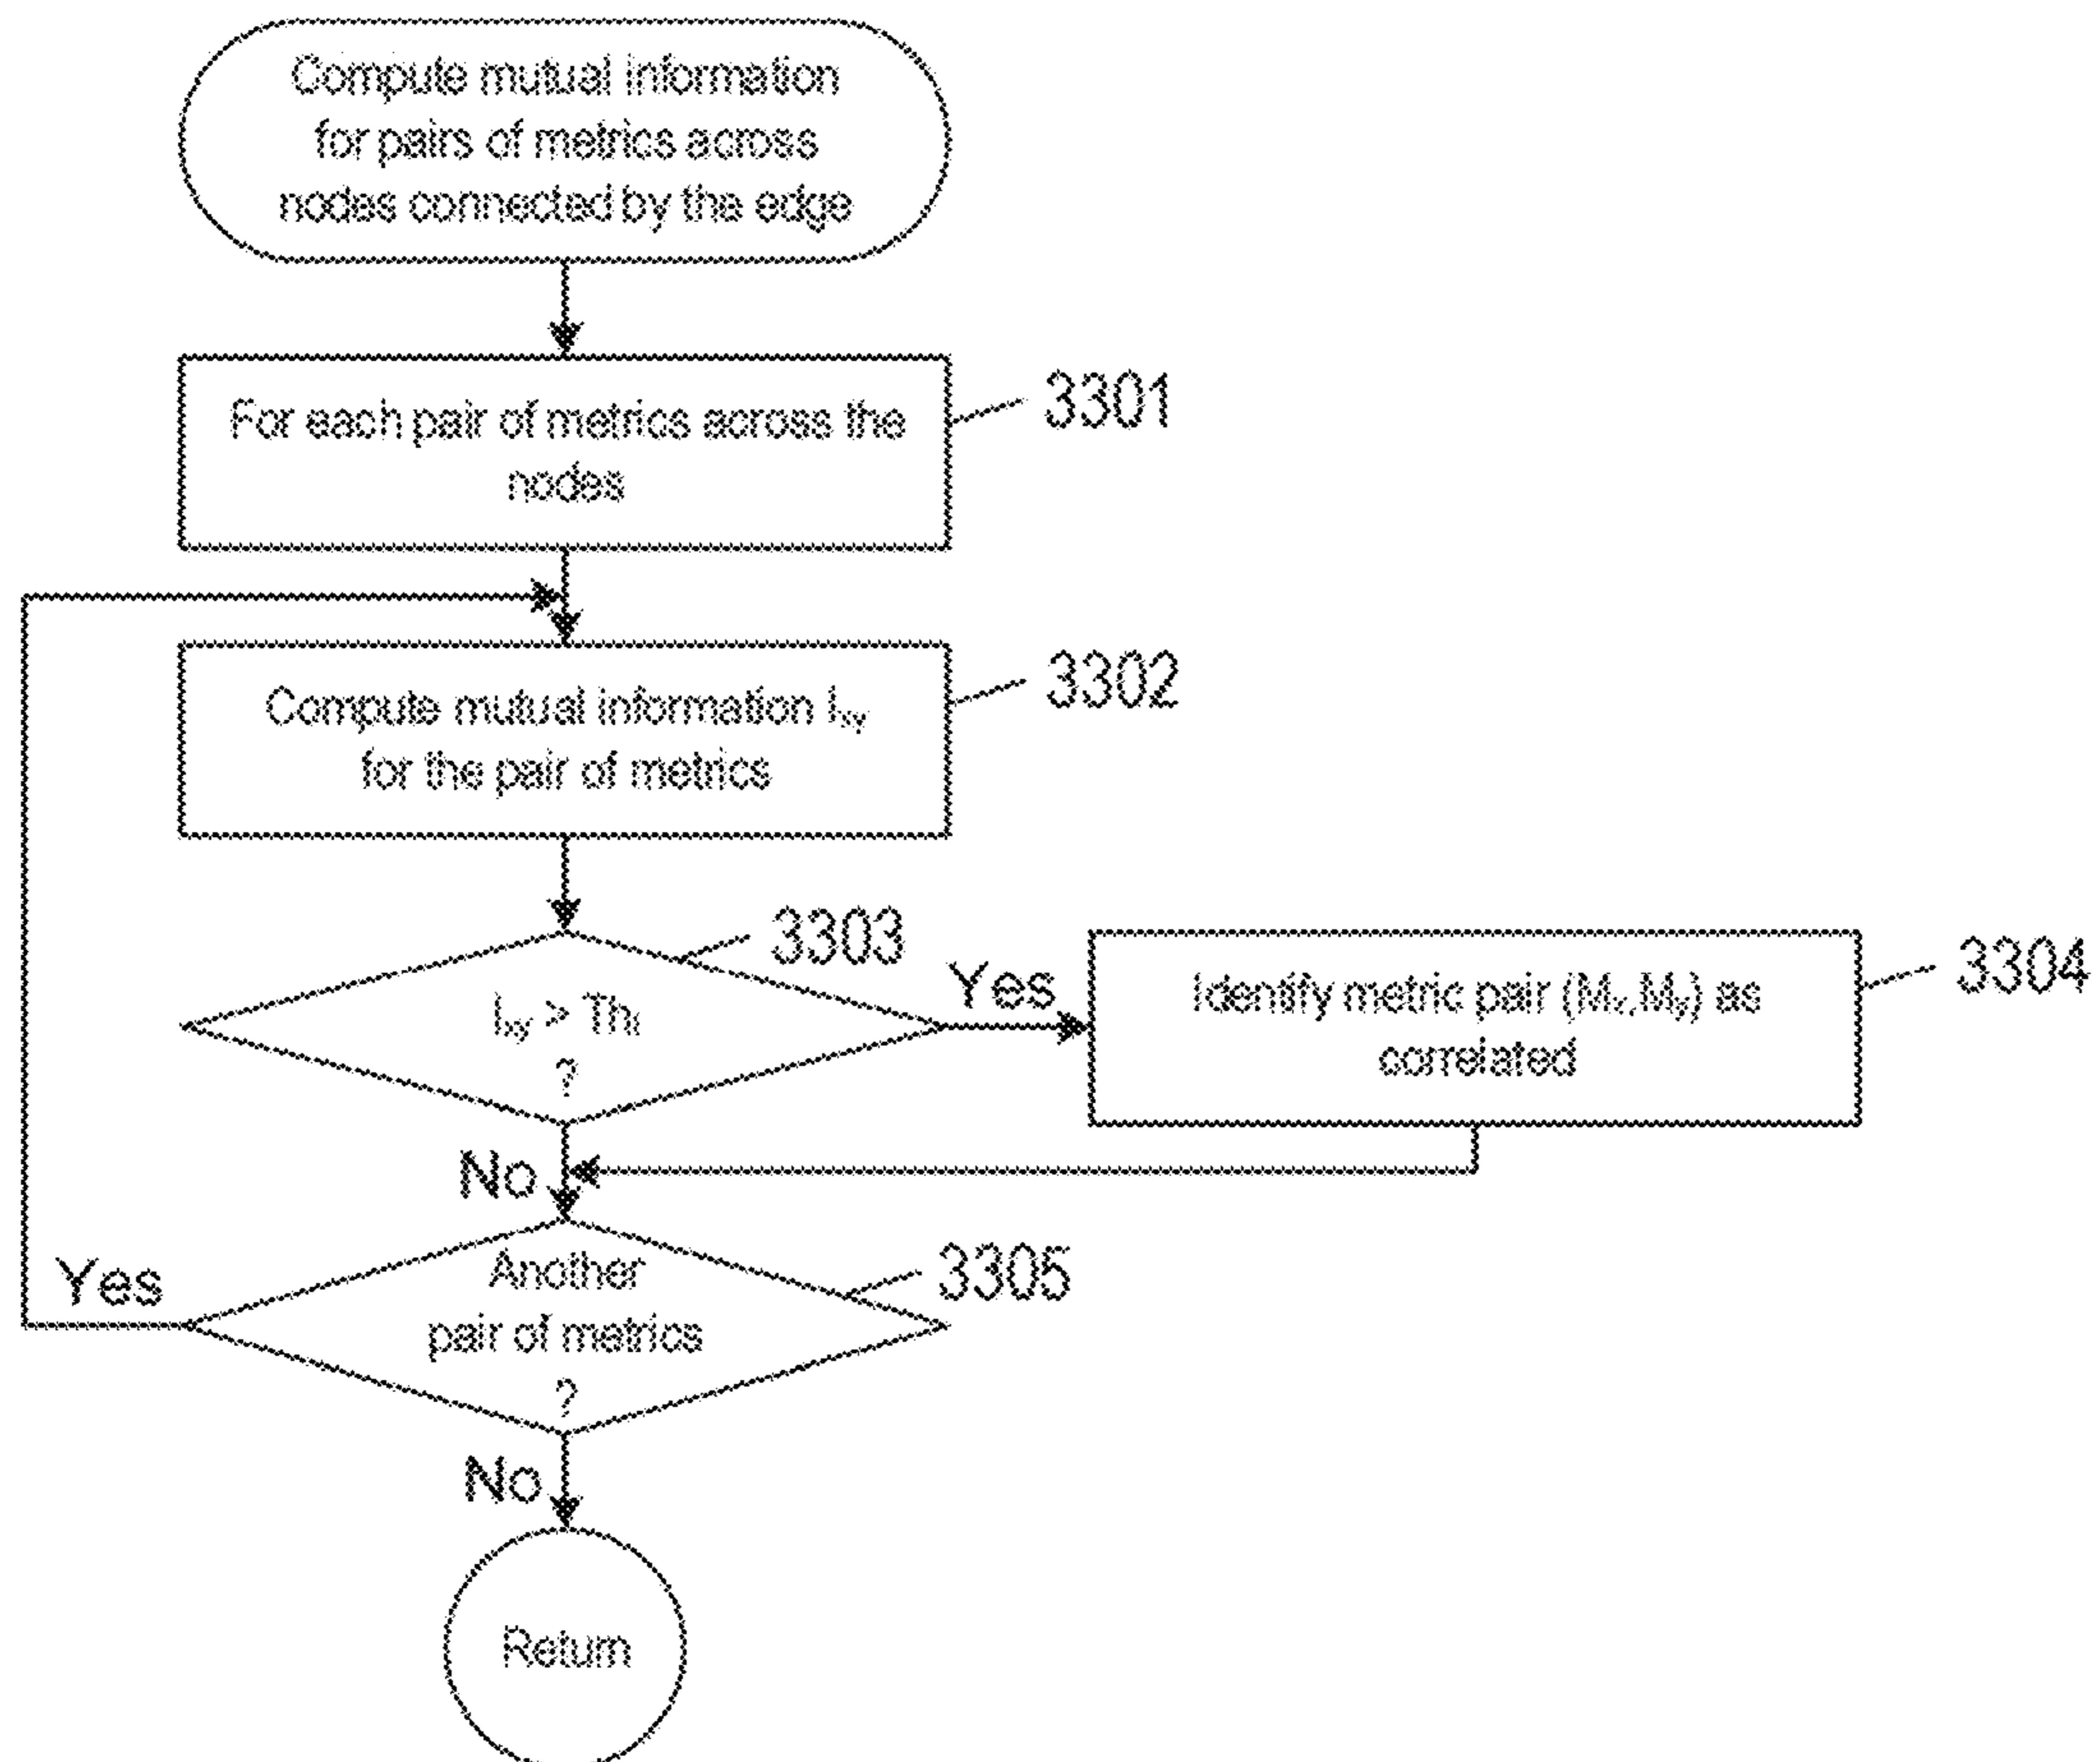 Compute mutual information
for pairs of metrics across
nodes connected by the edge
For each pair of metrics across the
nodes
3301
Compute mutual information Ixy
for the pair of metrics
3302
3303
Ixy > ThI
?
Yes
Identify metric pair (Mx,My) as
correlated
3304
No
Another
pair of metrics
?
3305
Yes
No
Return